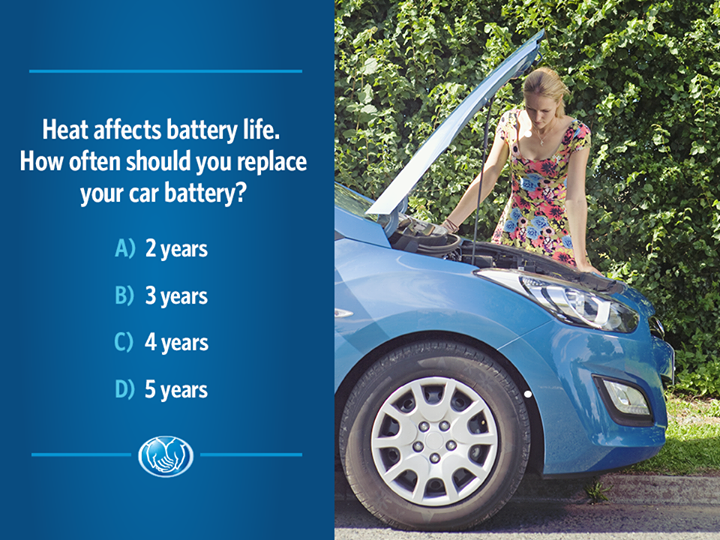 Heat affects battery life.
How often should you replace
your car battery?
A) 2 years
B) 3 years
C) 4 years
D) 5 years